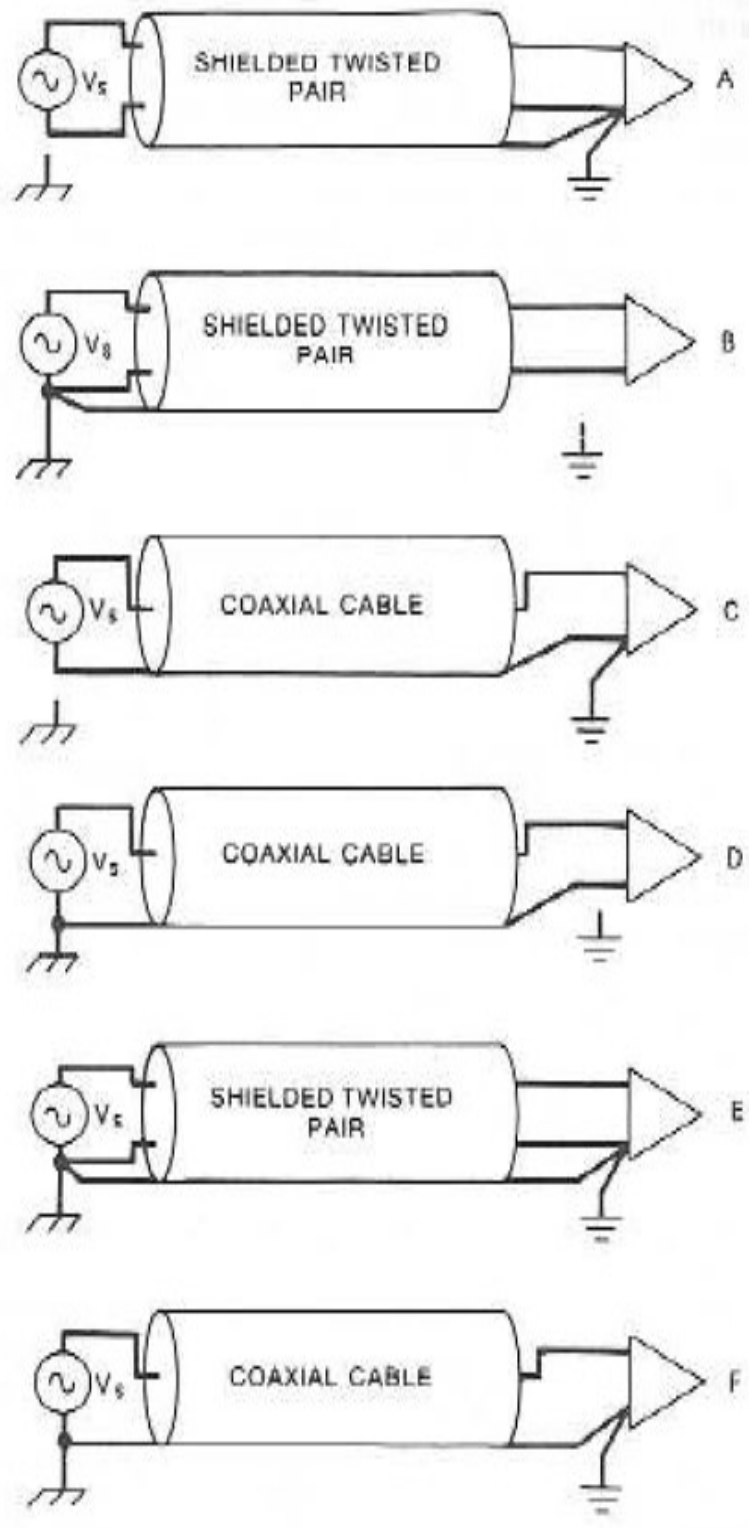 SHIELDED TWISTED
PAIR
Vs
A
SHIELDED TWISTED
PAIR
Vs
B
COAXIAL CABLE
Vs
C
COAXIAL CABLE
Vs
D
SHIELDED TWISTED
PAIR
Vs
E
COAXIAL CABLE
Vs
F